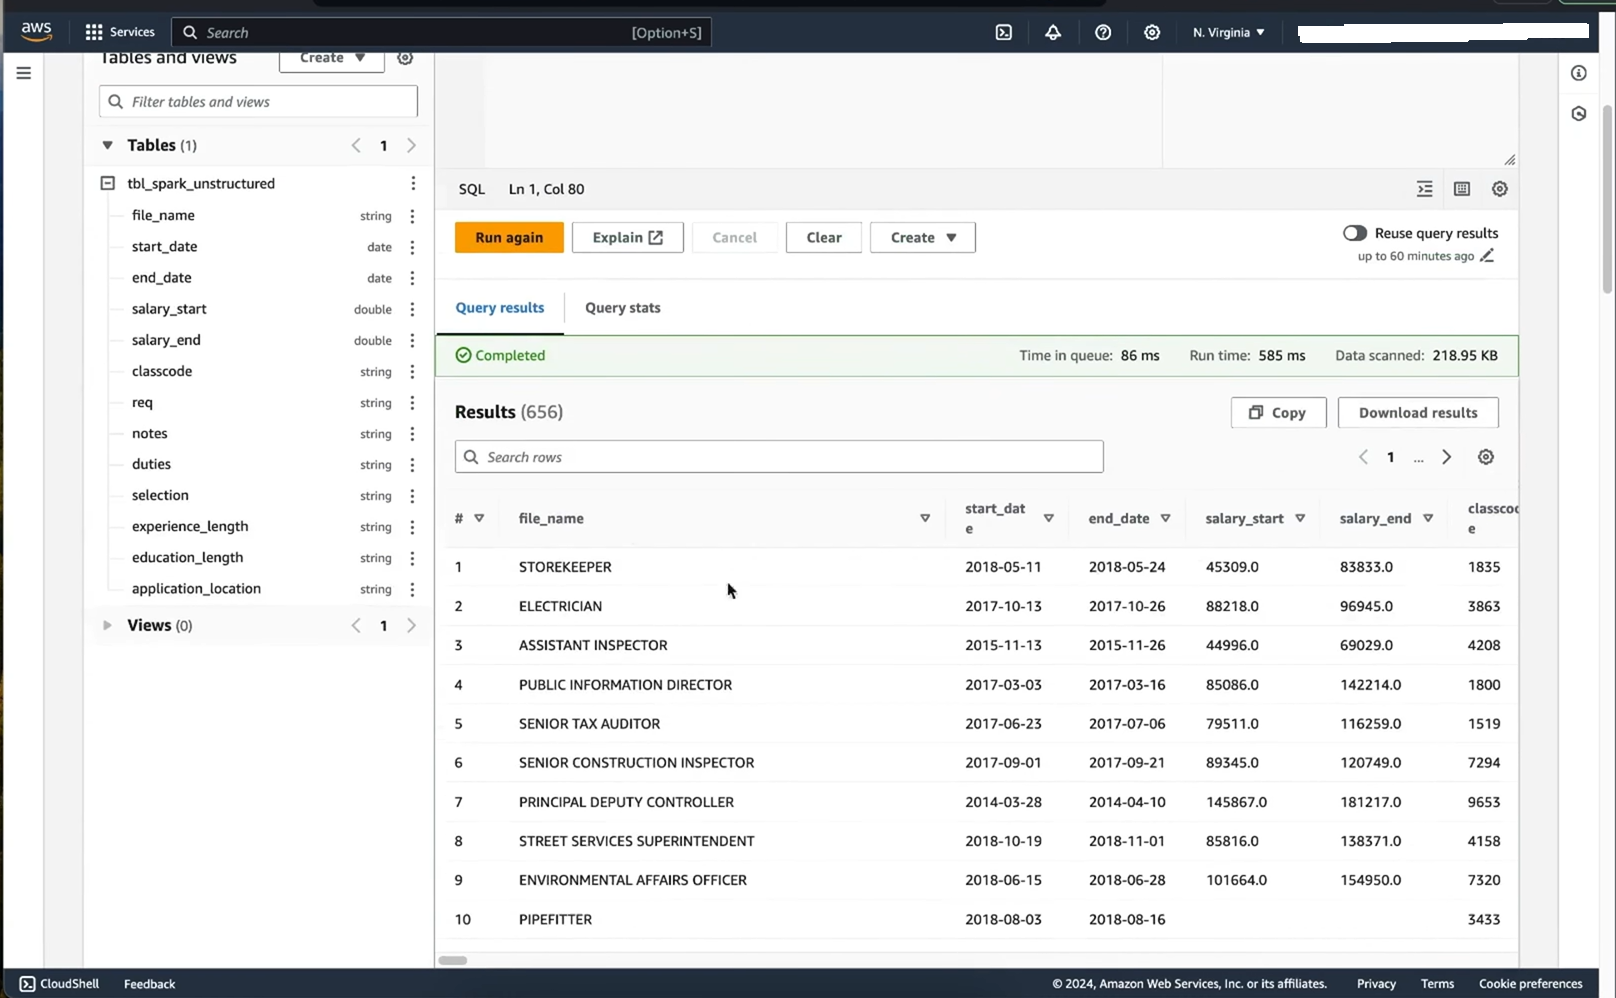 aws
Services
Search
[Option+S]
N. Virginia
Tables and views
Create
Filter tables and views
Tables (1)
1
tbl_spark_unstructured
file_name string
start_date date
end_date date
salary_start double
salary_end double
classcode string
req string
notes string
duties string
selection string
experience_length string
education_length string
application_location string
Views (0)
1
SQL Ln 1, Col 80
Run again
Explain
Cancel
Clear
Create
Reuse query results
up to 60 minutes ago
Query results
Query stats
Completed
Time in queue: 86 ms Run time: 585 ms Data scanned: 218.95 KB
Results (656)
Copy
Download results
Search rows
1 ...
# file_name start_dat
e end_date salary_start salary_end classcod
e
1 STOREKEEPER 2018-05-11 2018-05-24 45309.0 83833.0 1835
2 ELECTRICIAN 2017-10-13 2017-10-26 88218.0 96945.0 3863
3 ASSISTANT INSPECTOR 2015-11-13 2015-11-26 44996.0 69029.0 4208
4 PUBLIC INFORMATION DIRECTOR 2017-03-03 2017-03-16 85086.0 142214.0 1800
5 SENIOR TAX AUDITOR 2017-06-23 2017-07-06 79511.0 116259.0 1519
6 SENIOR CONSTRUCTION INSPECTOR 2017-09-01 2017-09-21 89345.0 120749.0 7294
7 PRINCIPAL DEPUTY CONTROLLER 2014-03-28 2014-04-10 145867.0 181217.0 9653
8 STREET SERVICES SUPERINTENDENT 2018-10-19 2018-11-01 85816.0 138371.0 4158
9 ENVIRONMENTAL AFFAIRS OFFICER 2018-06-15 2018-06-28 101664.0 154950.0 7320
10 PIPEFITTER 2018-08-03 2018-08-16 3433
CloudShell
Feedback
© 2024, Amazon Web Services, Inc. or its affiliates.
Privacy
Terms
Cookie preferences